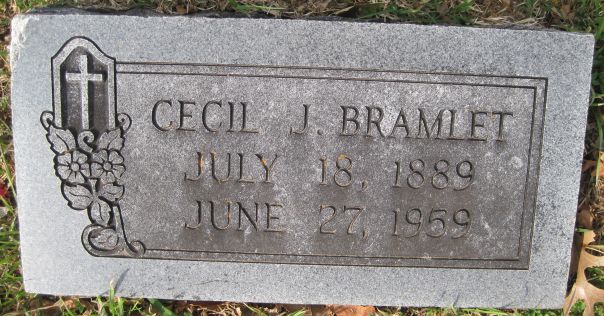 CECIL J. BRAMLET
JULY 18, 1889
JUNE 27, 1959